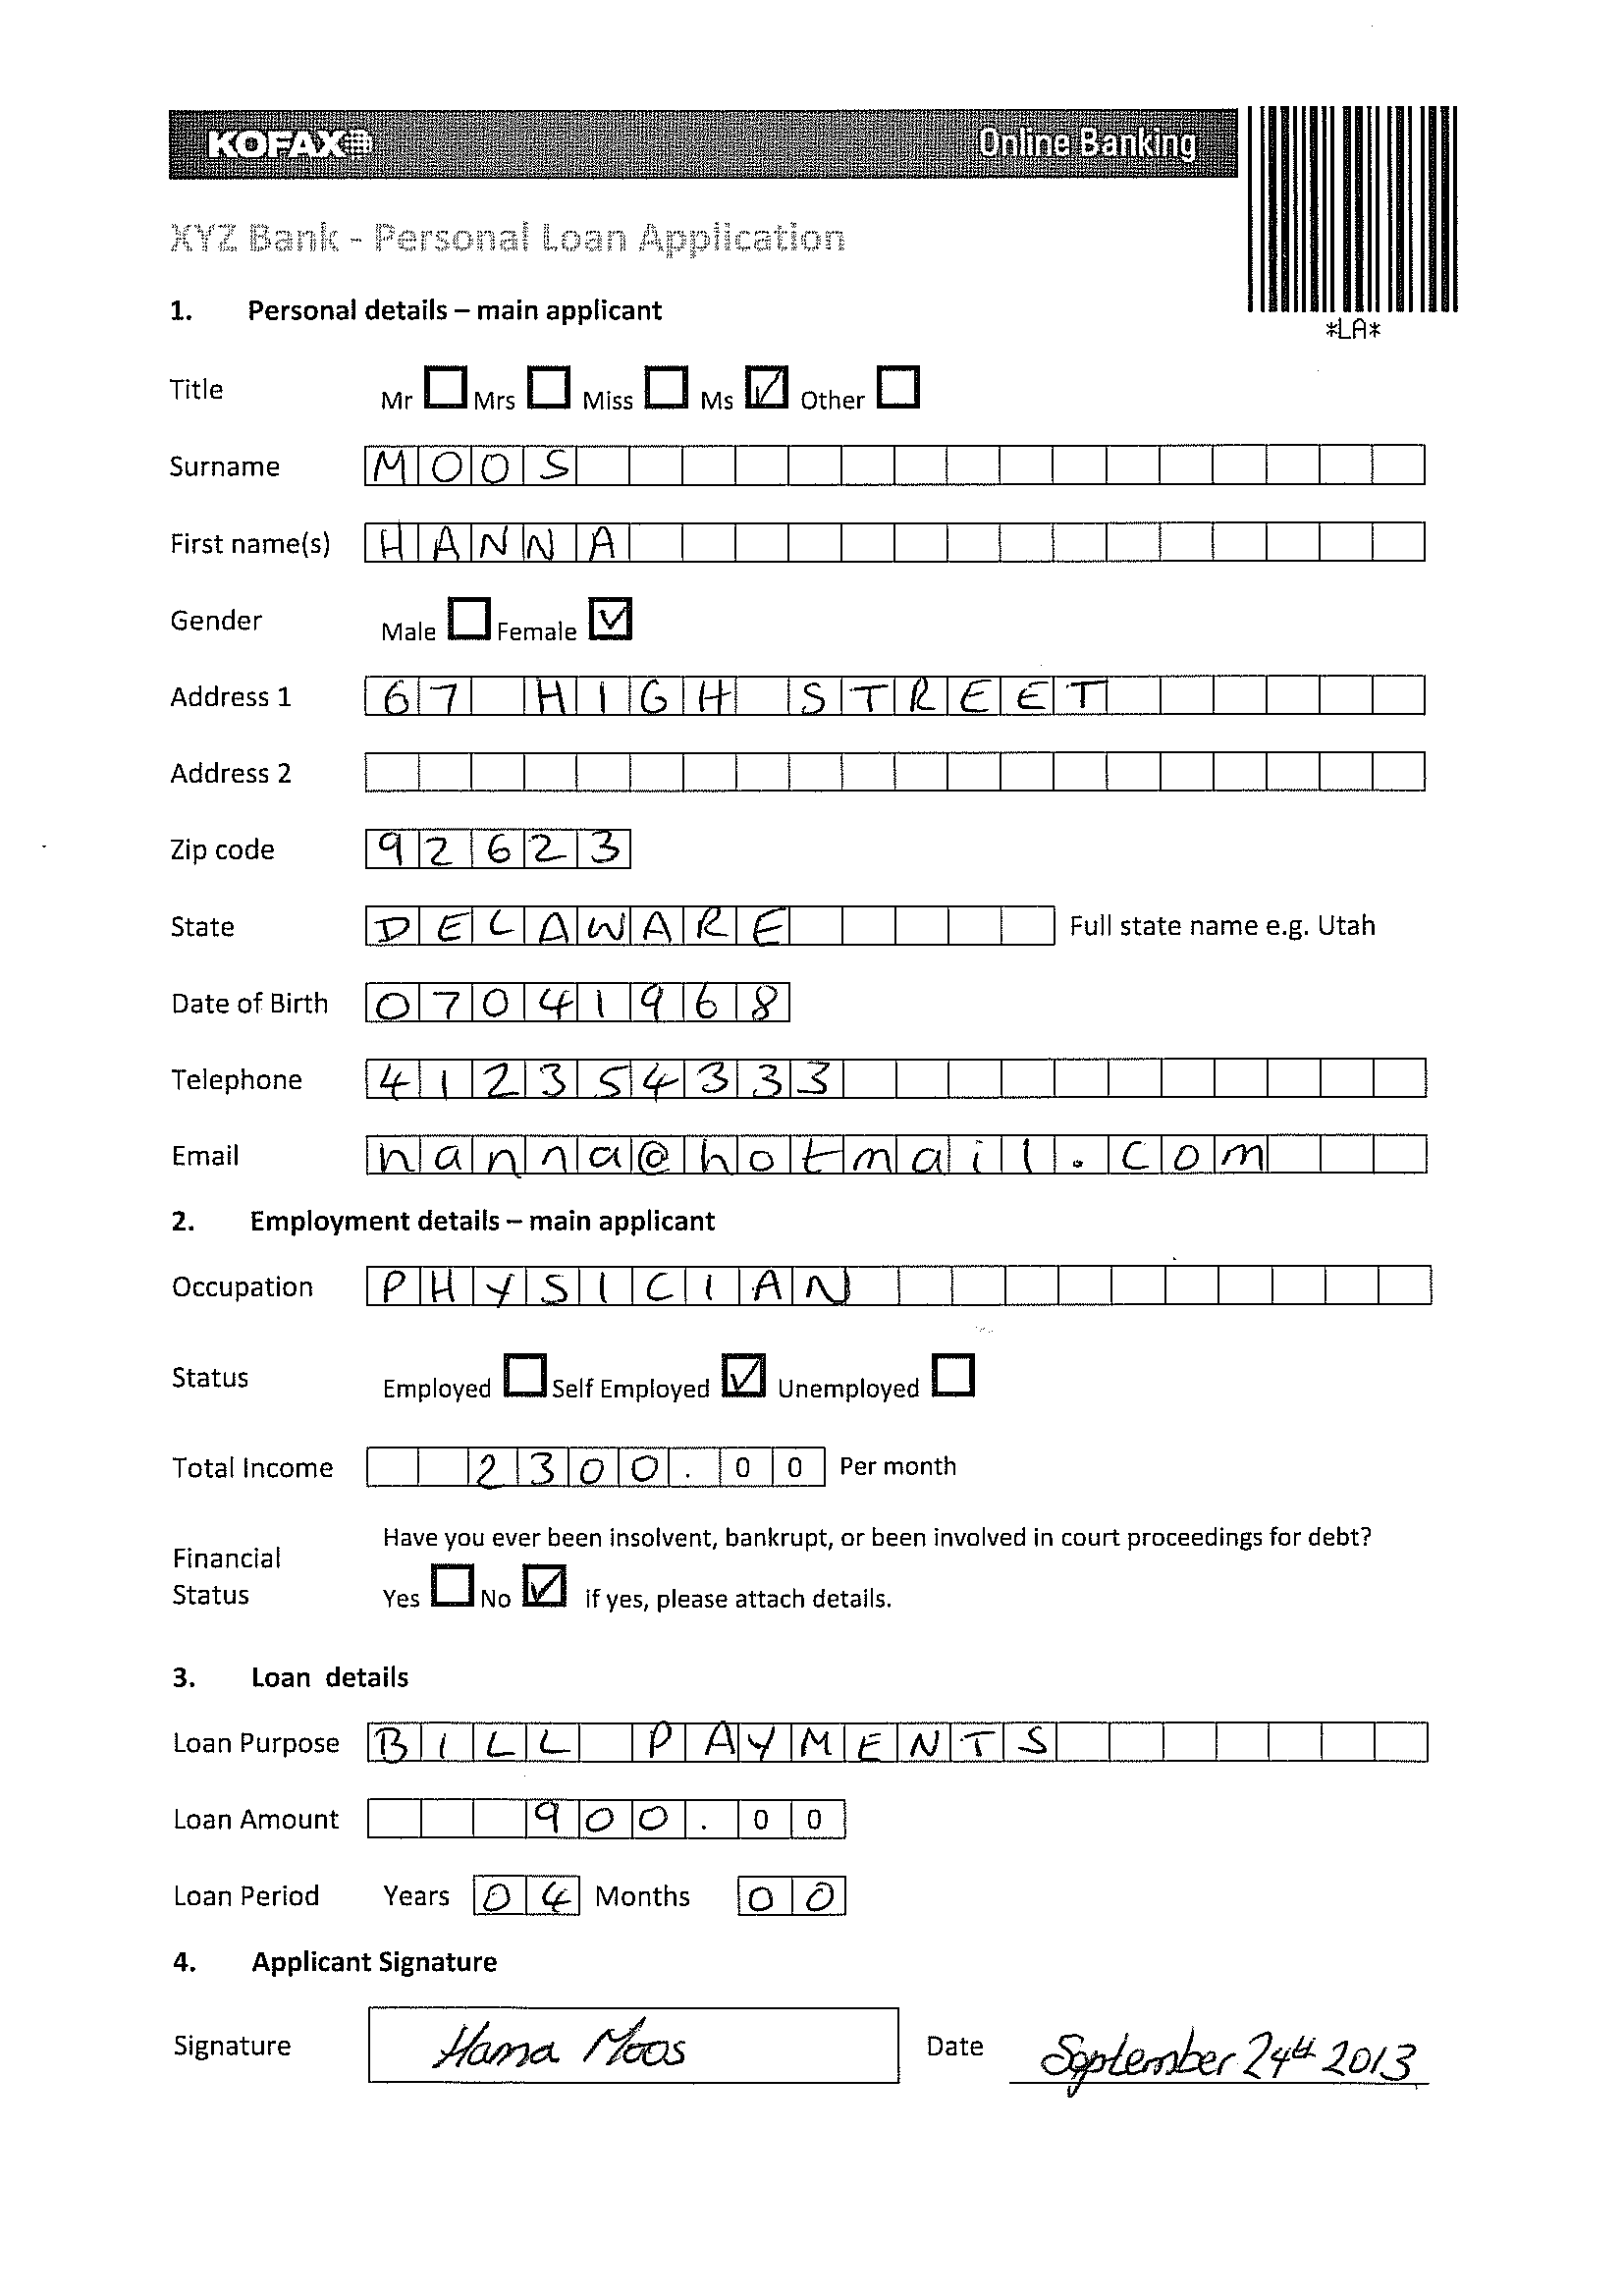 KOFAX Online Banking
XYZ Bank - Personal Loan Application
*LA*
1. Personal details – main applicant
Title Mr Mrs Miss Ms Other
Surname MOOS
First name(s) HANNA
Gender Male Female
Address 1 67 HIGH STREET
Address 2
Zip code 92623
State DELAWARE Full state name e.g. Utah
Date of Birth 07041968
Telephone 412354333
Email hanna@hotmail.com
2. Employment details – main applicant
Occupation PHYSICIAN
Status Employed Self Employed Unemployed
Total Income 2300.00 Per month
Have you ever been insolvent, bankrupt, or been involved in court proceedings for debt?
Financial Status
Yes No if yes, please attach details.
3. Loan details
Loan Purpose BILL PAYMENTS
Loan Amount 900.00
Loan Period Years 04 Months 00
4. Applicant Signature
Signature Hanna Moos Date September 24th 2013